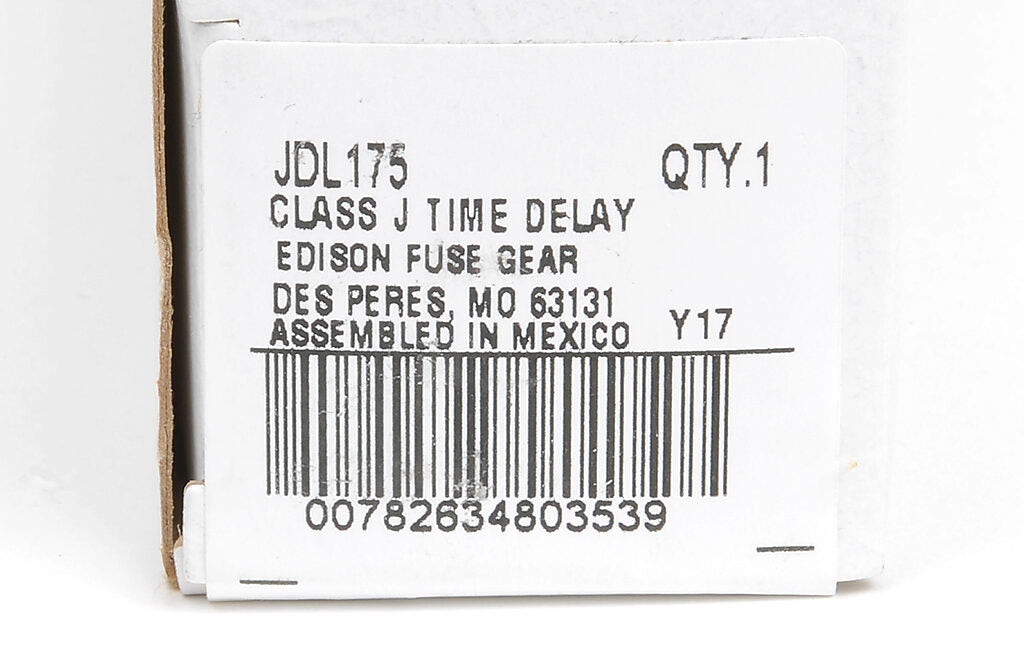 JDL175 QTY.1
CLASS J TIME DELAY
EDISON FUSE GEAR
DES PERES, MO 63131
ASSEMBLED IN MEXICO Y17
00782634803539